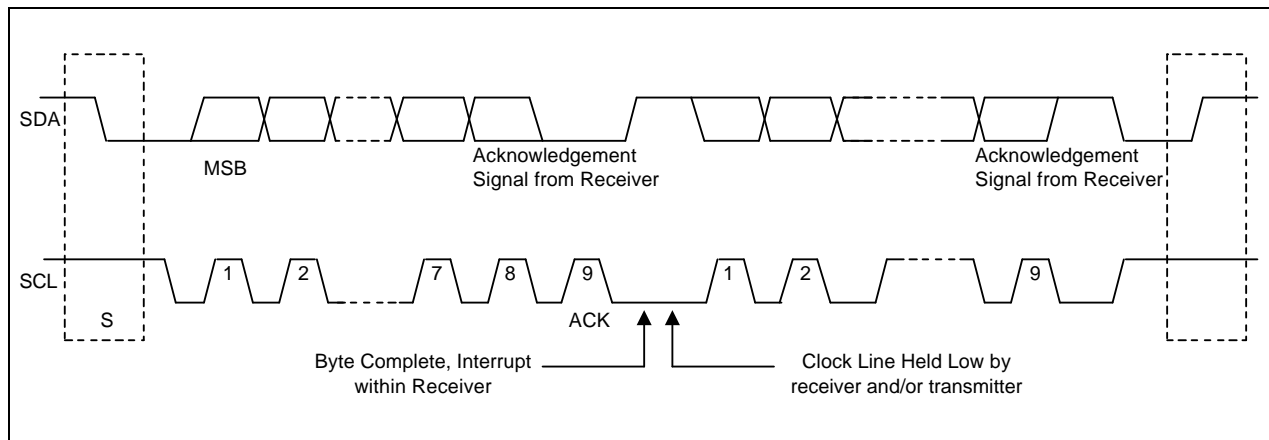 SDA
MSB
Acknowledgement
Signal from Receiver
Acknowledgement
Signal from Receiver
SCL
1
2
7
8
9
1
2
9
S
ACK
Byte Complete, Interrupt
within Receiver
Clock Line Held Low by
receiver and/or transmitter